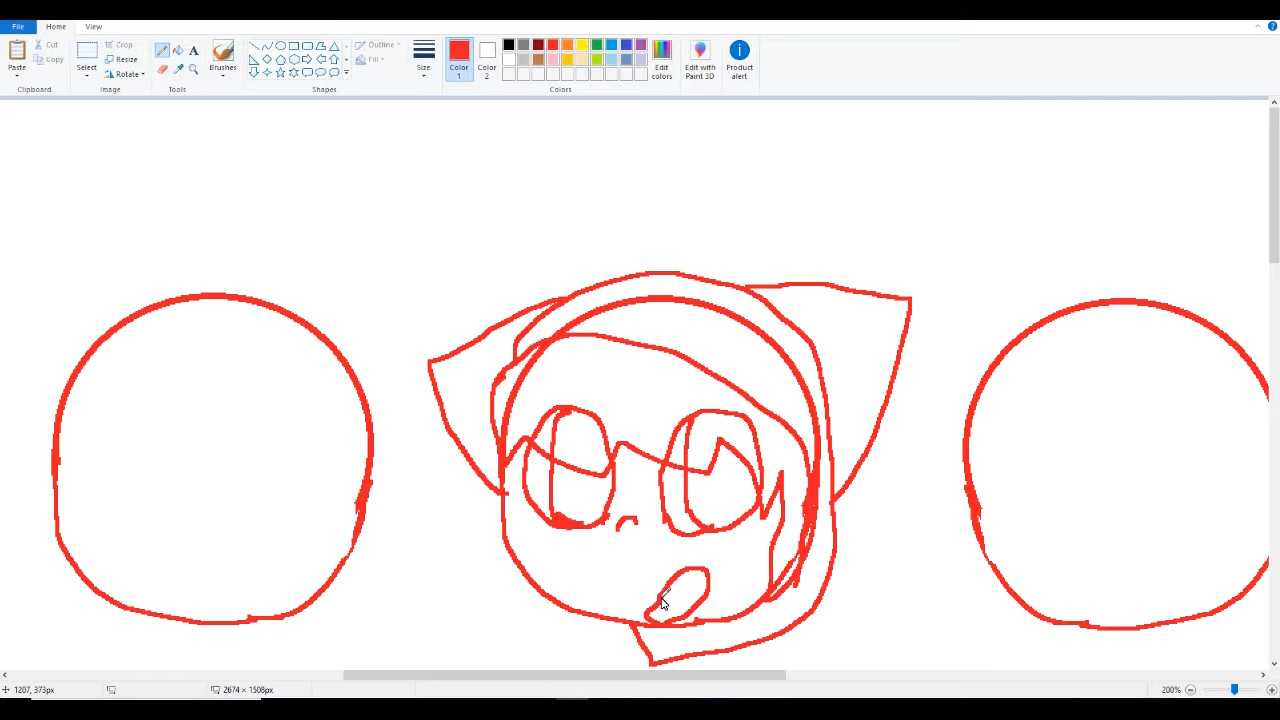 File Home View
Paste Cut Copy Clipboard
Select Crop Resize Rotate Image
A Tools
Brushes
Outline Fill Shapes
Size
Color 1 Color 2 Edit colors Colors
Edit with Paint 3D
Product alert
1207, 373px 2674 × 1508px 200%